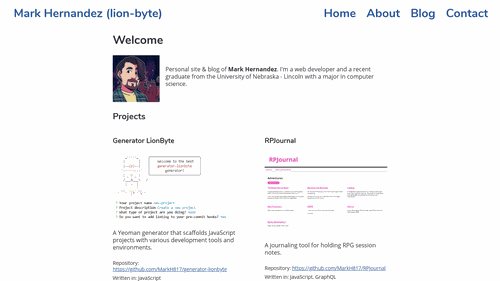 Mark Hernandez (lion-byte)
Home About Blog Contact
Welcome
Personal site & blog of Mark Hernandez. I'm a web developer and a recent
graduate from the University of Nebraska - Lincoln with a major in computer
science.
Projects
Generator LionByte
Welcome to the best
generator-lionbyte
generator!
? Your project name new-project
? Project description Create a new project
? What type of project are you doing? Node
? Do you want to add linting to your pre-commit hooks? Yes
A Yeoman generator that scaffolds JavaScript
projects with various development tools and
environments.
Repository:
https://github.com/MarkH817/generator-lionbyte
Written in: JavaScript
RPJournal
RPJournal
Adventures
A journaling tool for holding RPG session
notes.
Repository: https://github.com/MarkH817/RPJournal
Written in: JavaScript, GraphQL